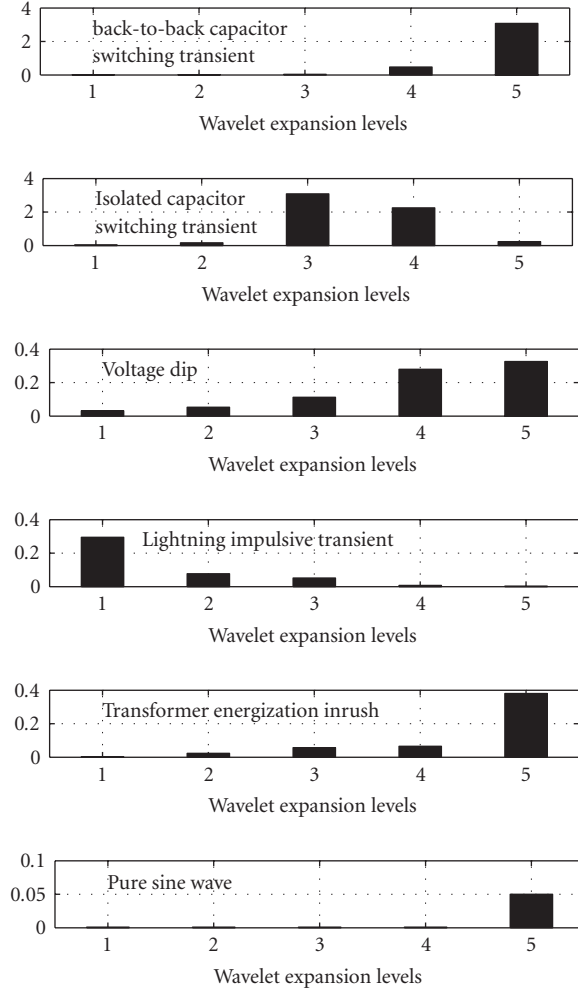 4
back-to-back capacitor
2
switching transient
0
1 2 3 4 5
Wavelet expansion levels
4
Isolated capacitor
2
switching transient
0
1 2 3 4 5
Wavelet expansion levels
0.4
Voltage dip
0.2
0
1 2 3 4 5
Wavelet expansion levels
0.4
Lightning impulsive transient
0.2
0
1 2 3 4 5
Wavelet expansion levels
0.4
Transformer energization inrush
0.2
0
1 2 3 4 5
Wavelet expansion levels
0.1
Pure sine wave
0.05
0
1 2 3 4 5
Wavelet expansion levels